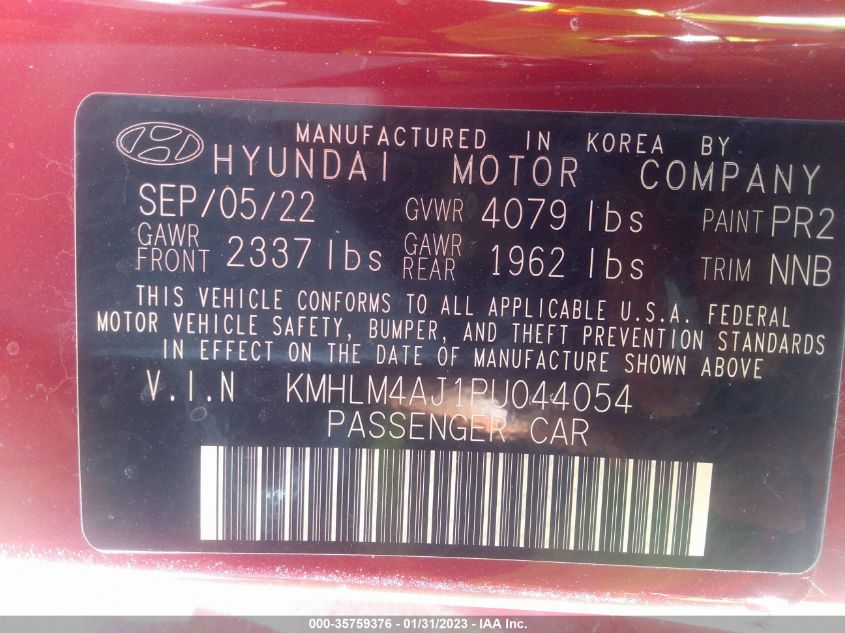 MANUFACTURED IN KOREA BY
HYUNDAI MOTOR COMPANY
SEP/05/22 GVWR 4079 lbs PAINT PR2
GAWR FRONT 2337 lbs GAWR REAR 1962 lbs TRIM NNB
THIS VEHICLE CONFORMS TO ALL APPLICABLE U.S.A. FEDERAL
MOTOR VEHICLE SAFETY, BUMPER, AND THEFT PREVENTION STANDARDS
IN EFFECT ON THE DATE OF MANUFACTURE SHOWN ABOVE
V.I.N KMHLM4AJ1PU044054
PASSENGER CAR
000-35759376 - 01/31/2023 - IAA Inc.